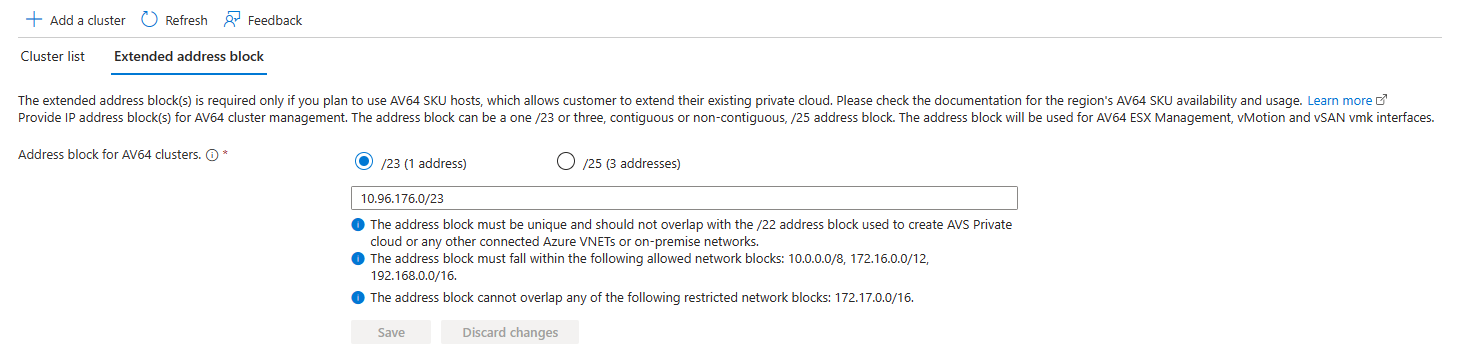 Add a cluster Refresh Feedback
Cluster list Extended address block
The extended address block(s) is required only if you plan to use AV64 SKU hosts, which allows customer to extend their existing private cloud. Please check the documentation for the region's AV64 SKU availability and usage. Learn more
Provide IP address block(s) for AV64 cluster management. The address block can be a one /23 or three, contiguous or non-contiguous, /25 address block. The address block will be used for AV64 ESX Management, vMotion and vSAN vmk interfaces.
Address block for AV64 clusters. * /23 (1 address) /25 (3 addresses)
10.96.176.0/23
The address block must be unique and should not overlap with the /22 address block used to create AVS Private
cloud or any other connected Azure VNETs or on-premise networks.
The address block must fall within the following allowed network blocks: 10.0.0.0/8, 172.16.0.0/12,
192.168.0.0/16.
The address block cannot overlap any of the following restricted network blocks: 172.17.0.0/16.
Save Discard changes